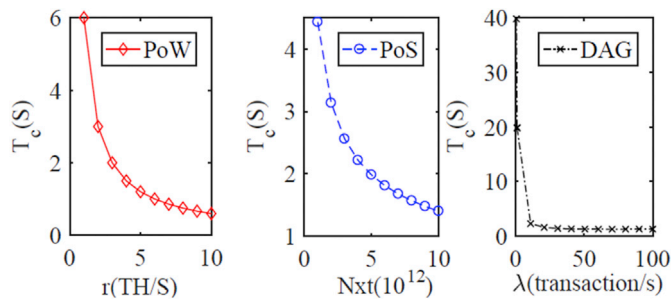 6
4
2
0
T_c(S)
PoW
0 5 10
r(TH/S)
4
3
2
1
T_c(S)
PoS
0 5 10
Nxt(10^12)
40
30
20
10
0
T_c(S)
DAG
0 50 100
λ(transaction/s)